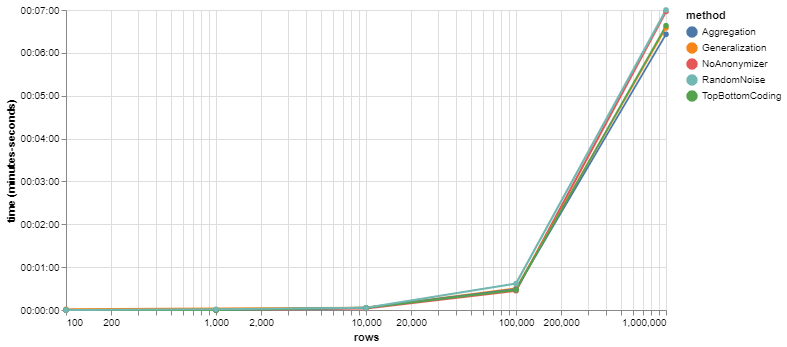 00:07:00
00:06:00
00:05:00
00:04:00
00:03:00
00:02:00
00:01:00
00:00:00
time (minutes-seconds)
100 200 1,000 2,000 10,000 20,000 100,000 200,000 1,000,000
rows
method
Aggregation
Generalization
NoAnonymizer
RandomNoise
TopBottomCoding